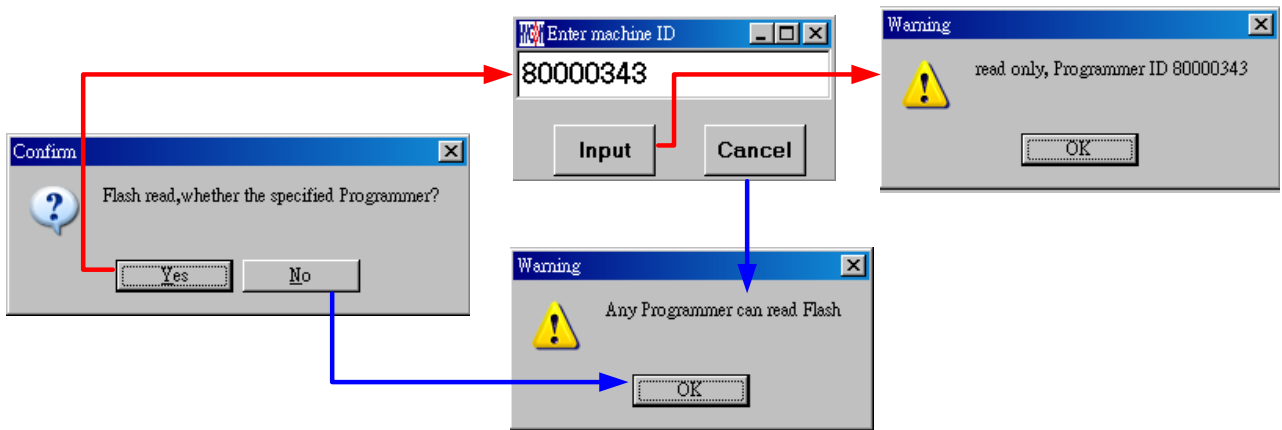 Confirm
Flash read,whether the specified Programmer?
Yes
No
Enter machine ID
80000343
Input
Cancel
Warning
read only, Programmer ID 80000343
OK
Warning
Any Programmer can read Flash
OK